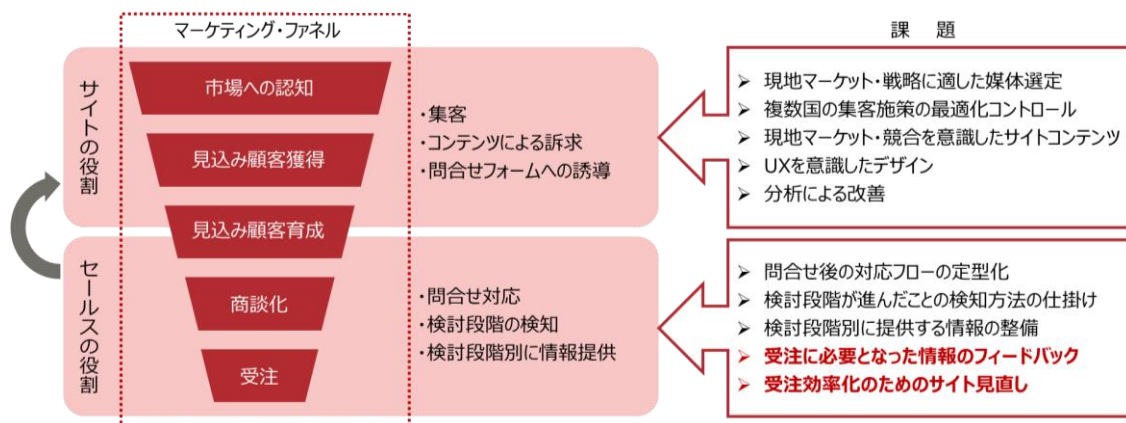 マーケティング・ファネル
サイトの役割
市場への認知
見込み顧客獲得
見込み顧客育成
・集客
・コンテンツによる訴求
・問合せフォームへの誘導
セールスの役割
商談化
受注
・問合せ対応
・検討段階の検知
・検討段階別に情報提供
課 題
➢ 現地マーケット・戦略に適した媒体選定
➢ 複数国の集客施策の最適化コントロール
➢ 現地マーケット・競合を意識したサイトコンテンツ
➢ UXを意識したデザイン
➢ 分析による改善
➢ 問合せ後の対応フローの定型化
➢ 検討段階が進んだことの検知方法の仕掛け
➢ 検討段階別に提供する情報の整備
➢ 受注に必要となった情報のフィードバック
➢ 受注効率化のためのサイト見直し